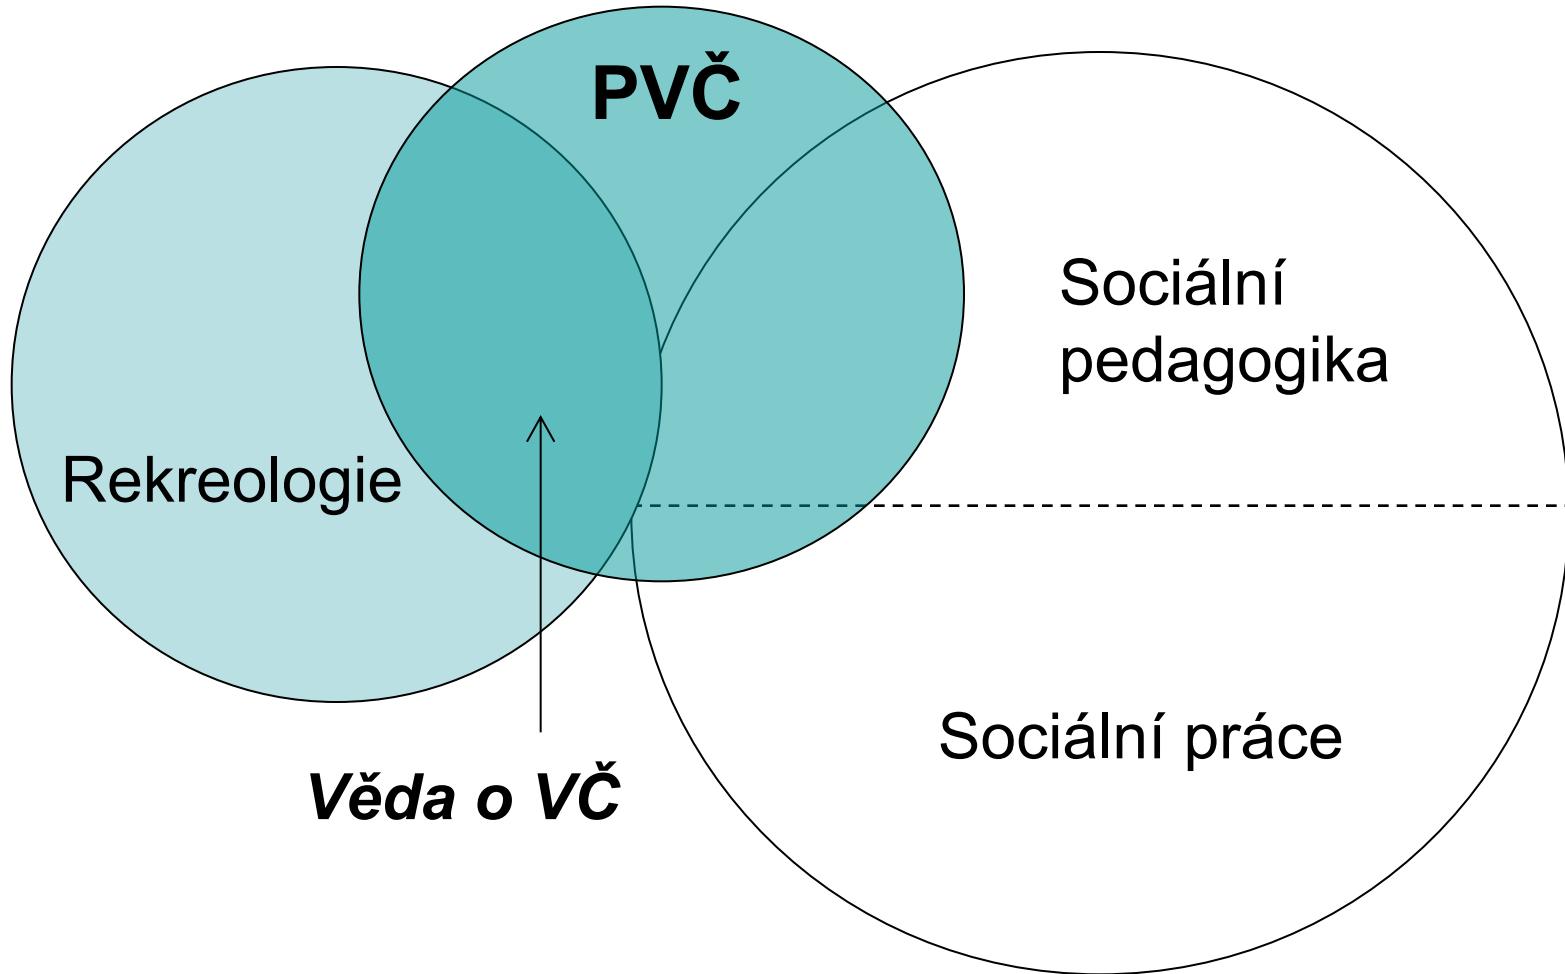 PVČ
Sociální
pedagogika
Rekreologie
Sociální práce
Věda o VČ